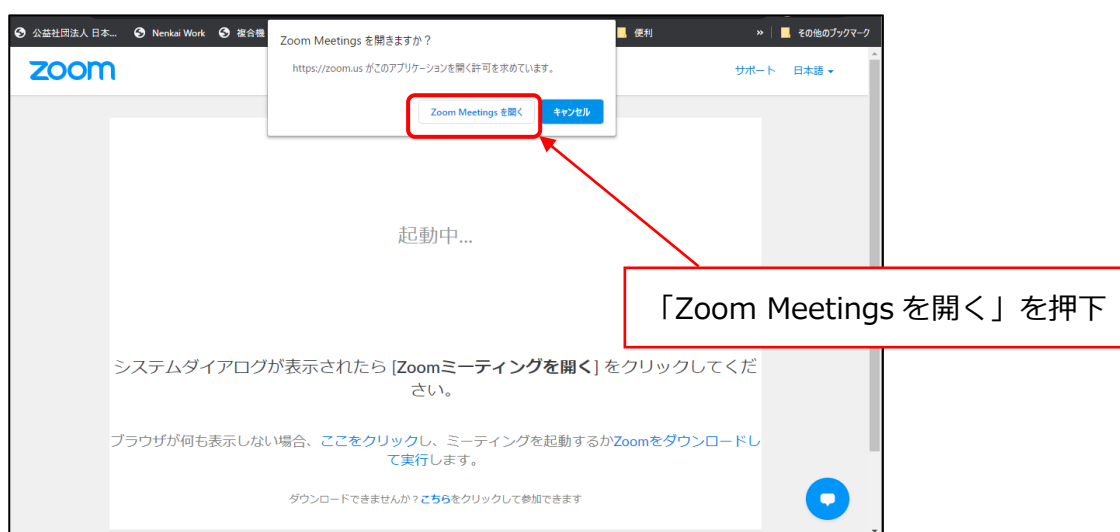 公益社団法人 日本...
Nenkai Work
複合機
便利
»
その他のブックマーク
Zoom Meetings を開きますか？
https://zoom.us がこのアプリケーションを開く許可を求めています。
Zoom Meetings を開く
キャンセル
zoom
サポート 日本語
起動中...
「Zoom Meetings を開く」を押下
システムダイアログが表示されたら [Zoomミーティングを開く] をクリックしてくだ
さい。
ブラウザが何も表示しない場合、ここをクリックし、ミーティングを起動するかZoomをダウンロードし
て実行します。
ダウンロードできませんか？こちらをクリックして参加できます